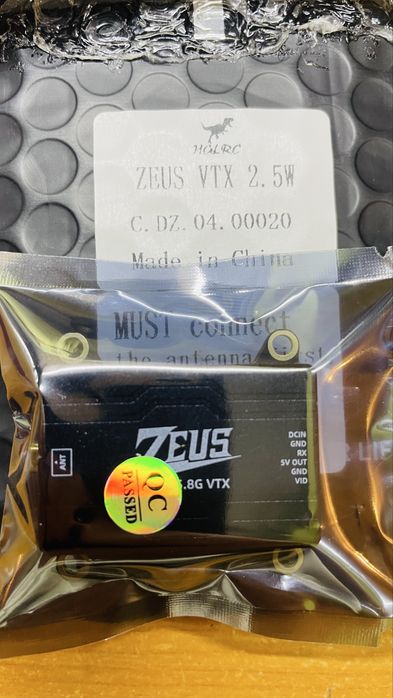 HGLRC
ZEUS VTX 2.5W
C.DZ.04.00020
Made in China
MUST connect
the antenna
ANT
ZEUS
.8G VTX
QC
PASSED
DCIN
GND
RX
5V OUT
GND
VID